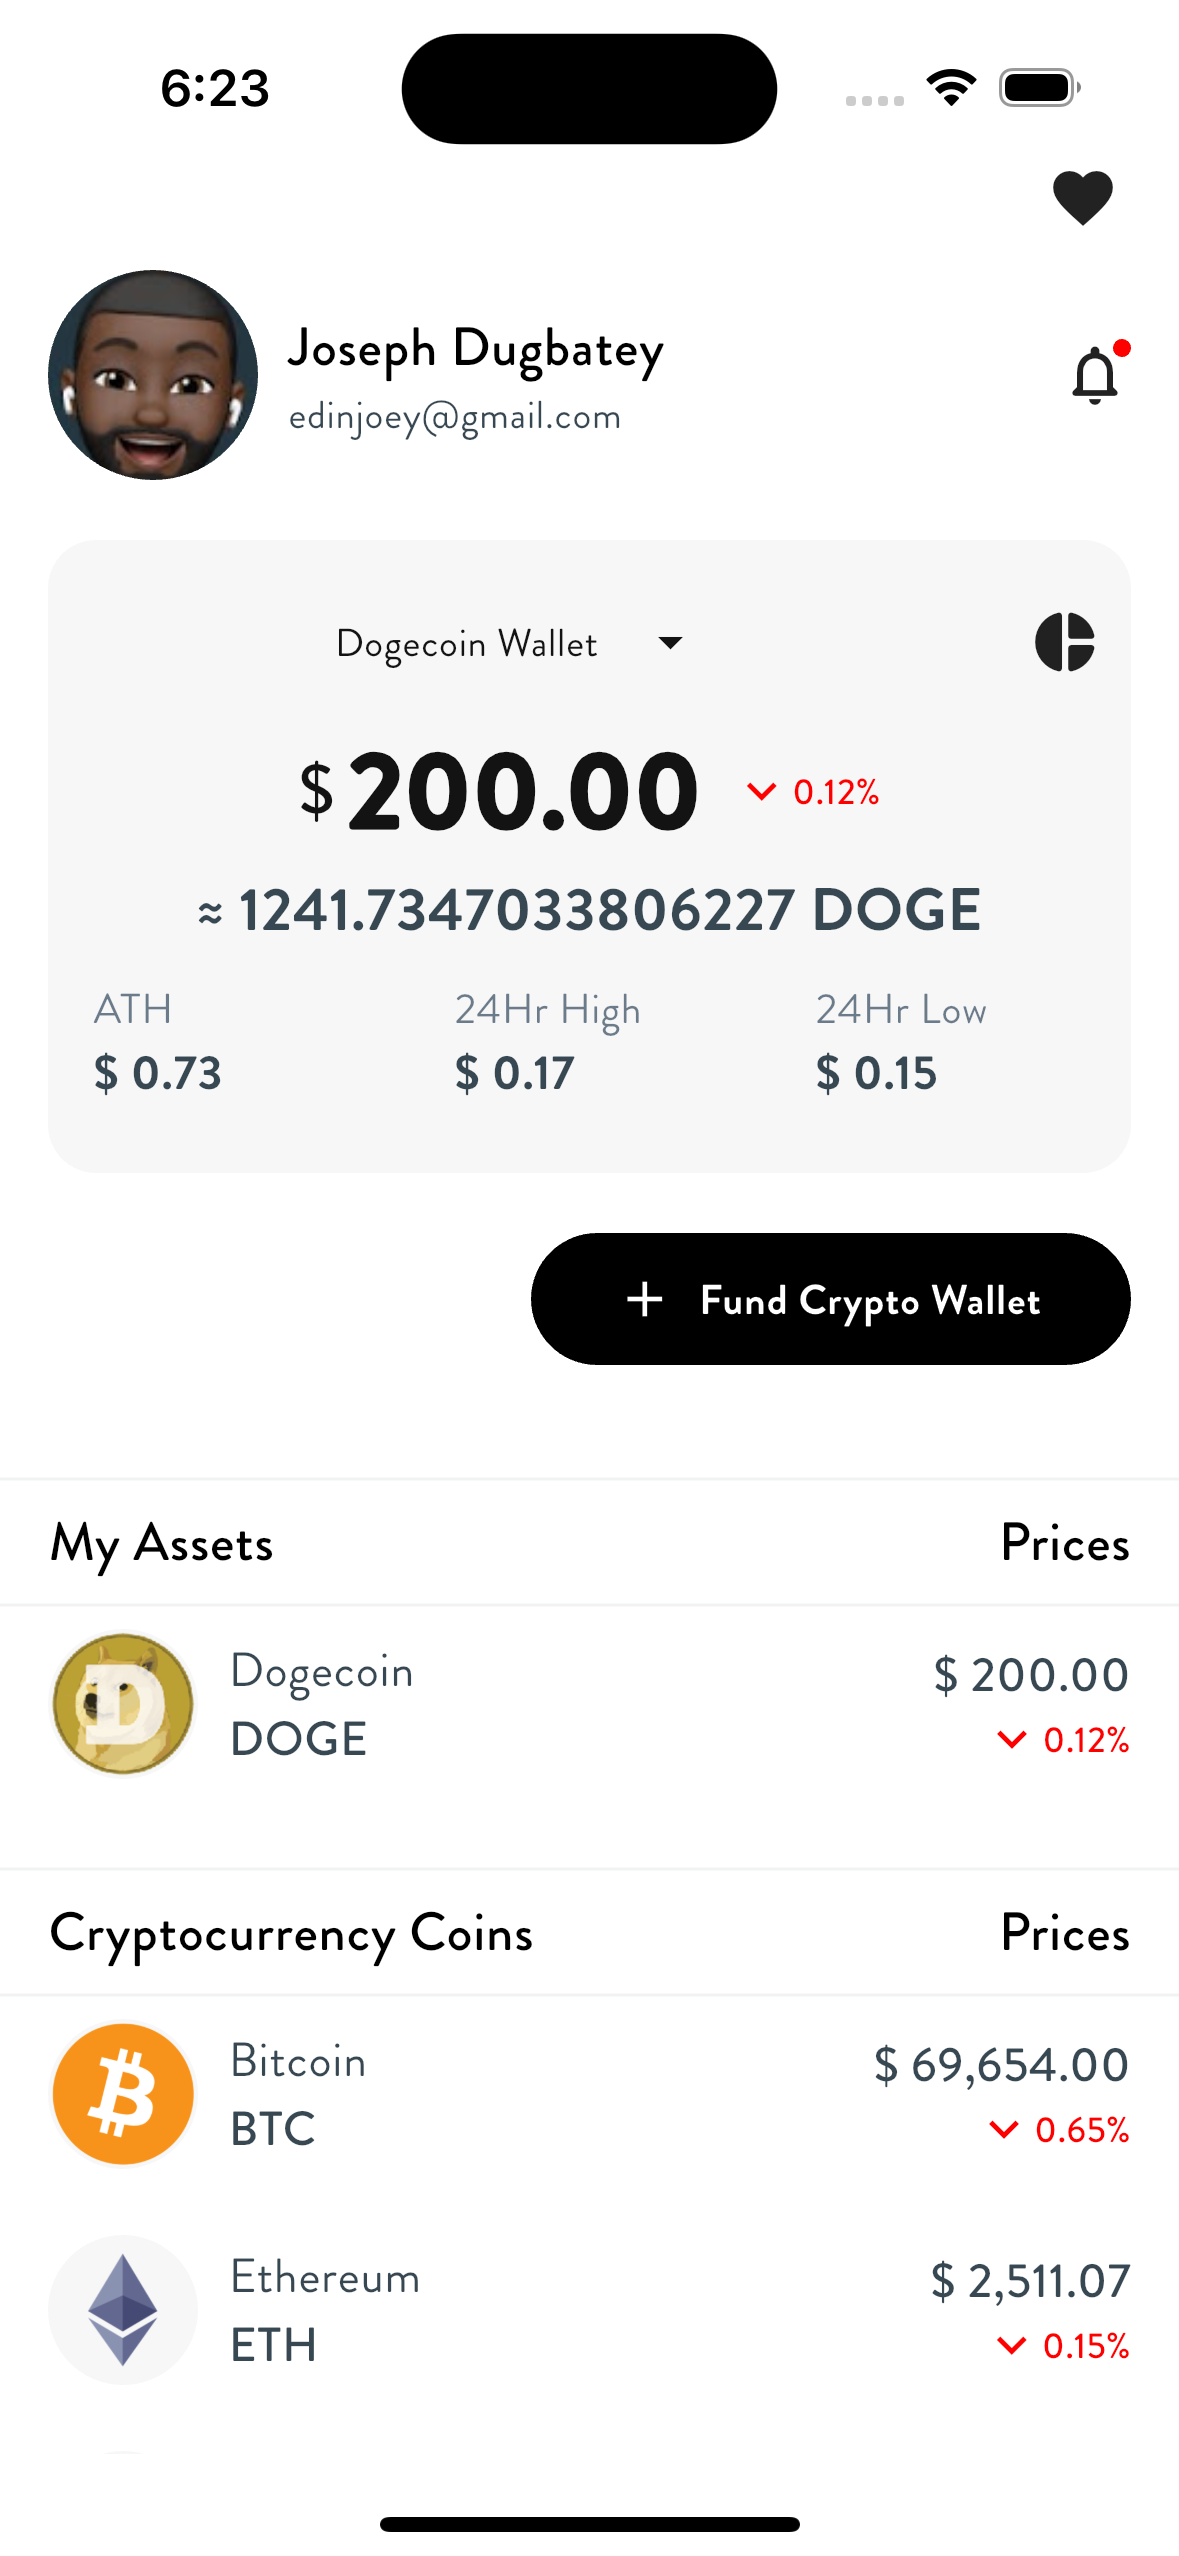 6:23
Joseph Dugbatey
edinjoey@gmail.com
Dogecoin Wallet
$ 200.00 0.12%
≈ 1241.7347033806227 DOGE
ATH 24Hr High 24Hr Low
$ 0.73 $ 0.17 $ 0.15
+ Fund Crypto Wallet
My Assets Prices
Dogecoin $ 200.00
DOGE 0.12%
Cryptocurrency Coins Prices
Bitcoin $ 69,654.00
BTC 0.65%
Ethereum $ 2,511.07
ETH 0.15%